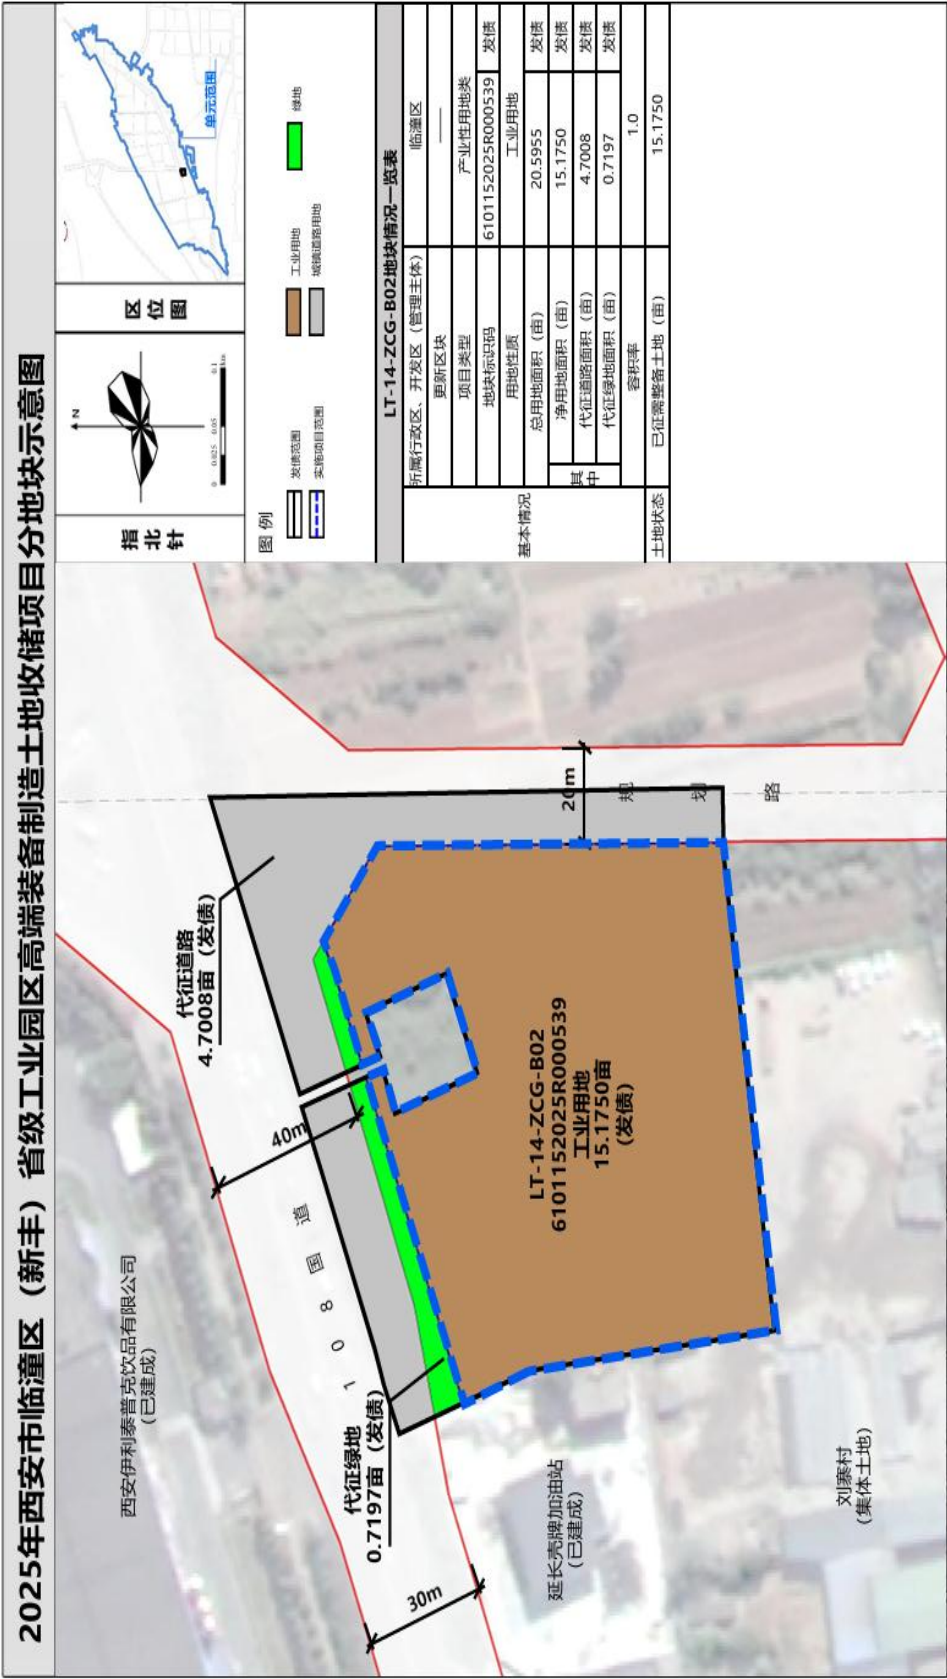 2025年西安市临潼区（新丰）省级工业园区高端装备制造土地收储项目分地块示意图
西安伊利泰普克饮品有限公司
（已建成）
代征道路
4.7008亩（发债）
40m
108国道
代征绿地
0.7197亩（发债）
30m
20m
规划路
LT-14-ZCG-B02
6101152025R000539
工业用地
15.1750亩
（发债）
延长壳牌加油站
（已建成）
刘寨村
（集体土地）
指北针
N
0 0.025 0.05 0.1 km
区位图
单元范围
图例
发债范围
工业用地
绿地
实施项目范围
城镇道路用地
LT-14-ZCG-B02地块情况一览表
基本情况
所属行政区、开发区（管理主体） 临潼区
更新区块 ——
项目类型 产业性用地类
地块标识码 6101152025R000539 发债
用地性质 工业用地
总用地面积（亩） 20.5955 发债
其中 净用地面积（亩） 15.1750 发债
代征道路面积（亩） 4.7008 发债
代征绿地面积（亩） 0.7197 发债
容积率 1.0
土地状态 已征需整备土地（亩） 15.1750